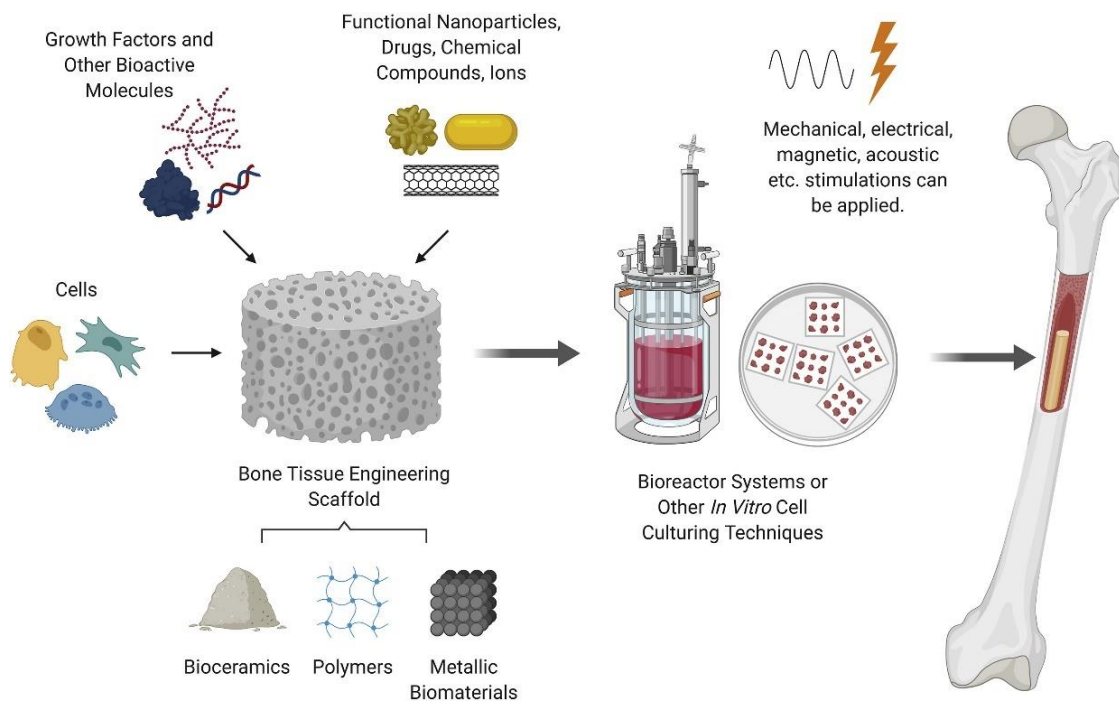 Growth Factors and
Other Bioactive
Molecules
Functional Nanoparticles,
Drugs, Chemical
Compounds, Ions
Mechanical, electrical,
magnetic, acoustic
etc. stimulations can
be applied.
Cells
Bone Tissue Engineering
Scaffold
Bioreactor Systems or
Other In Vitro Cell
Culturing Techniques
Bioceramics
Polymers
Metallic
Biomaterials